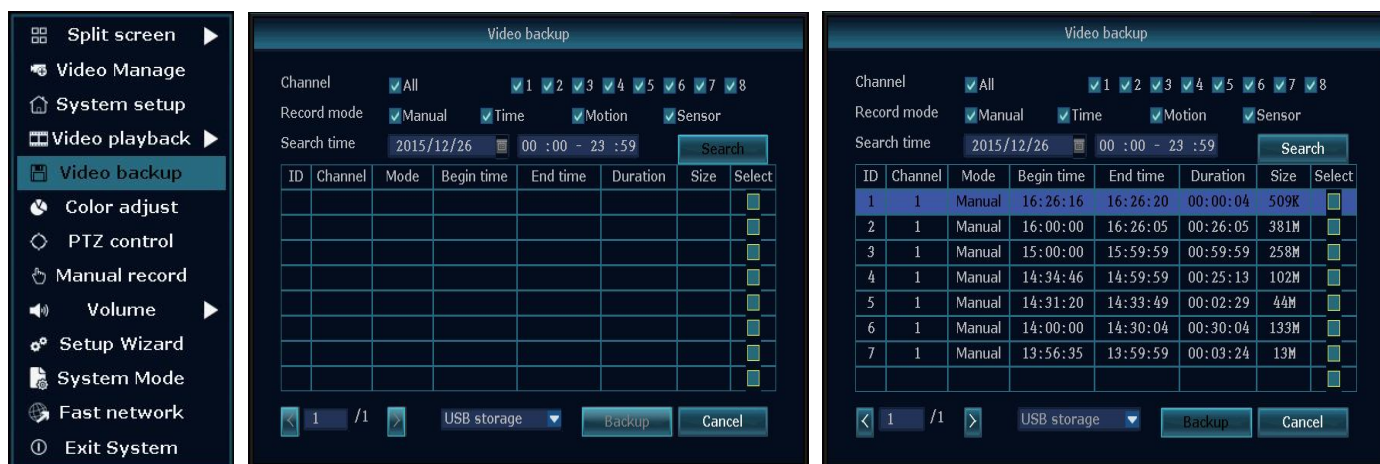 Split screen
Video Manage
System setup
Video playback
Video backup
Color adjust
PTZ control
Manual record
Volume
Setup Wizard
System Mode
Fast network
Exit System
Video backup
Channel All 1 2 3 4 5 6 7 8
Record mode Manual Time Motion Sensor
Search time 2015/12/26 00 :00 - 23 :59 Search
ID Channel Mode Begin time End time Duration Size Select
< 1 /1 > USB storage Backup Cancel
Video backup
Channel All 1 2 3 4 5 6 7 8
Record mode Manual Time Motion Sensor
Search time 2015/12/26 00 :00 - 23 :59 Search
ID Channel Mode Begin time End time Duration Size Select
1 1 Manual 16:26:16 16:26:20 00:00:04 509K
2 1 Manual 16:00:00 16:26:05 00:26:05 381M
3 1 Manual 15:00:00 15:59:59 00:59:59 258M
4 1 Manual 14:34:46 14:59:59 00:25:13 102M
5 1 Manual 14:31:20 14:33:49 00:02:29 44M
6 1 Manual 14:00:00 14:30:04 00:30:04 133M
7 1 Manual 13:56:35 13:59:59 00:03:24 13M
< 1 /1 > USB storage Backup Cancel